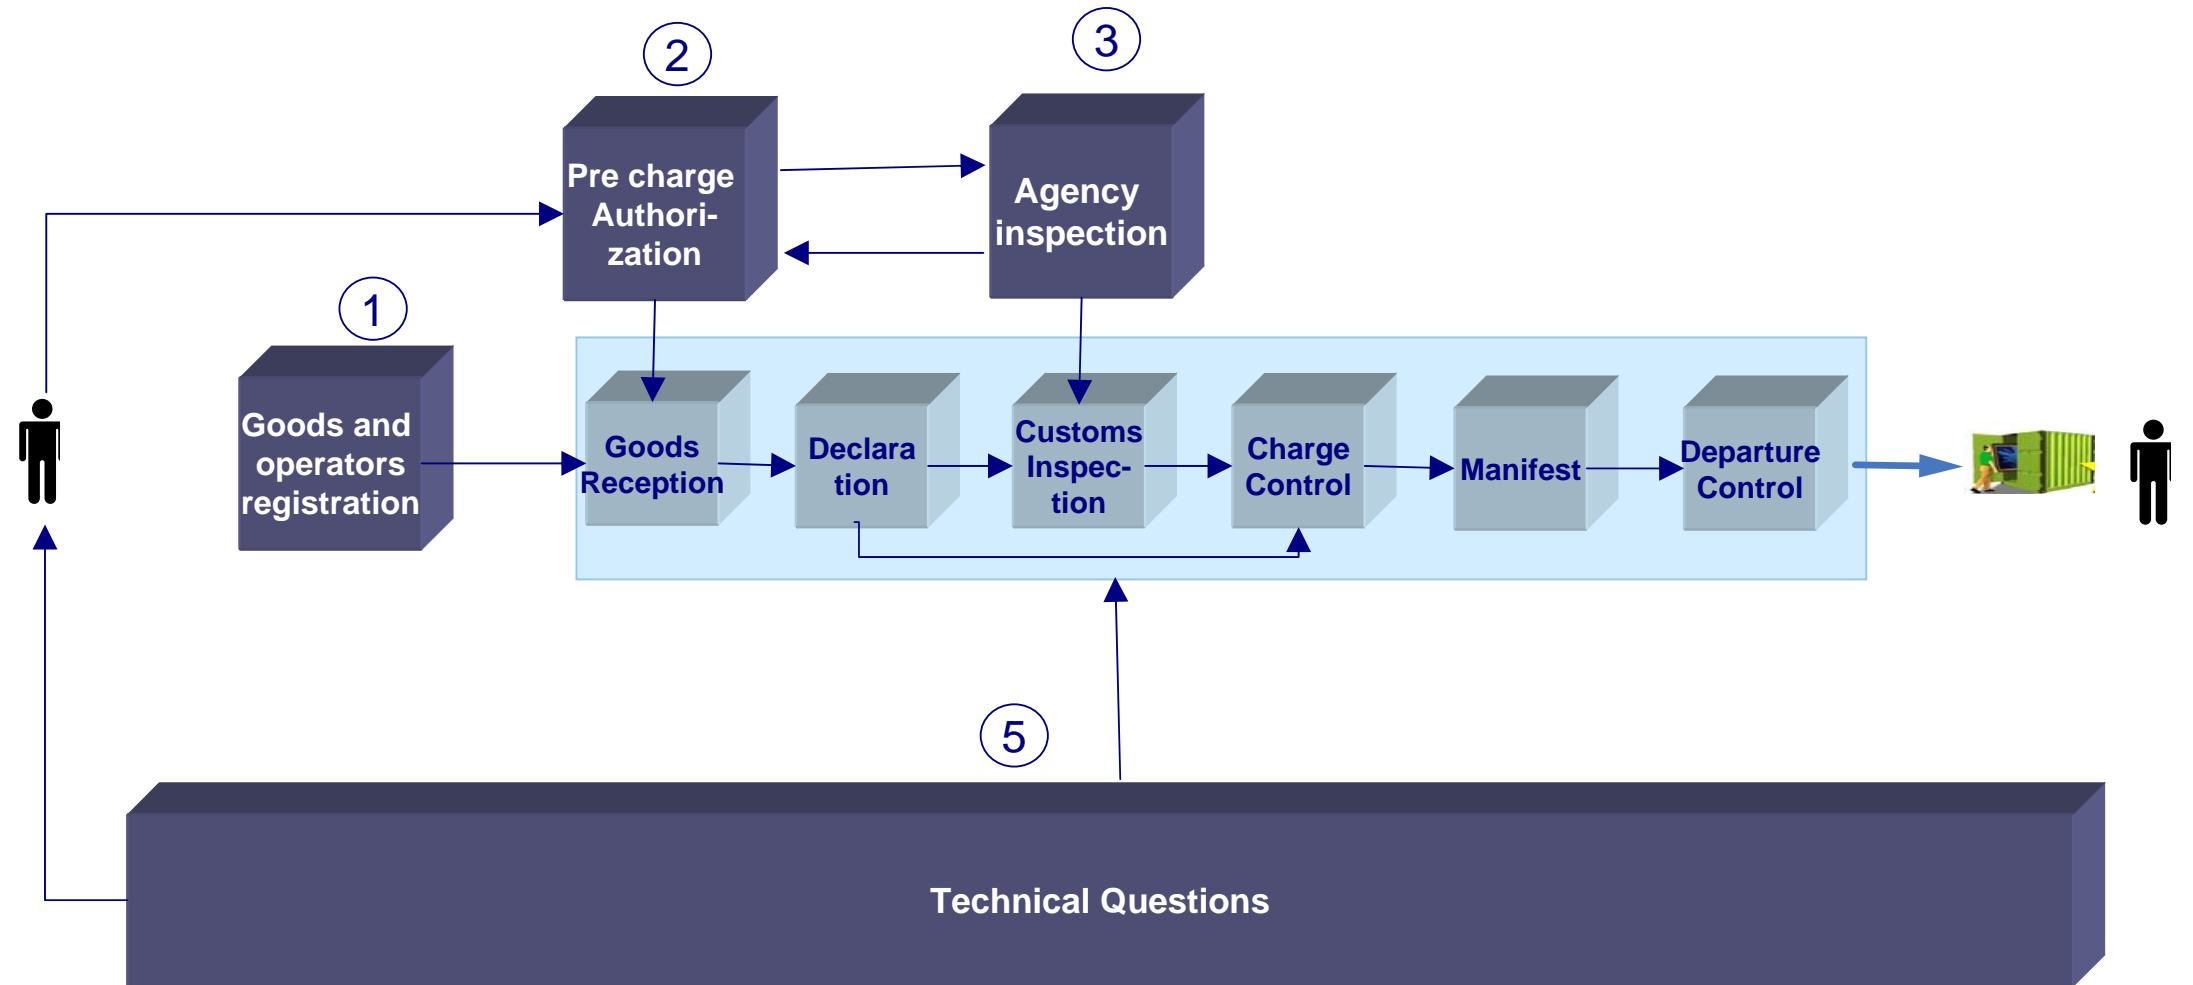 2
3
Pre charge
Authori-
zation
Agency
inspection
1
Goods and
operators
registration
Goods
Reception
Declara
tion
Customs
Inspec-
tion
Charge
Control
Manifest
Departure
Control
5
Technical Questions